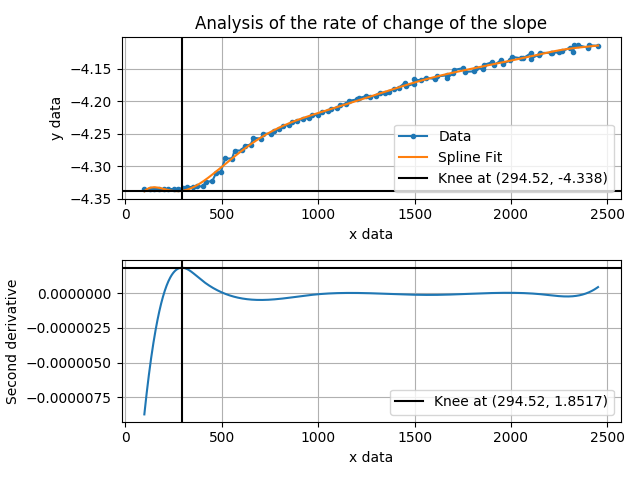 Analysis of the rate of change of the slope
−4.15
−4.20
−4.25
−4.30
−4.35
y data
Data
Spline Fit
Knee at (294.52, -4.338)
0 500 1000 1500 2000 2500
x data
0.0000000
−0.0000025
−0.0000050
−0.0000075
Second derivative
Knee at (294.52, 1.8517)
0 500 1000 1500 2000 2500
x data